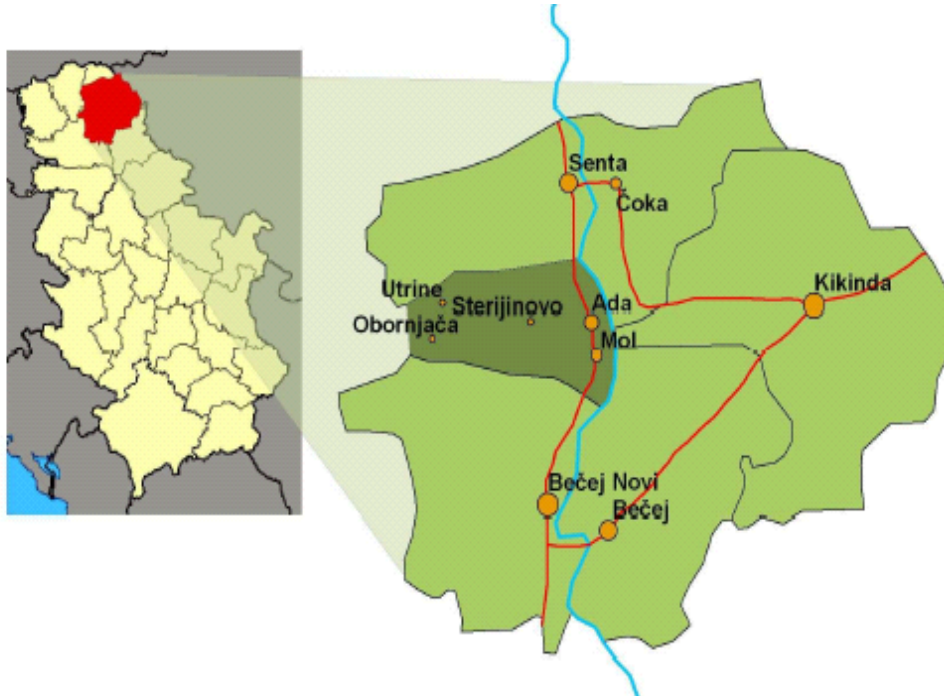 Senta
Čoka
Utrine
Sterijinovo
Ada
Kikinda
Obornjača
Mol
Bečej Novi
Bečej